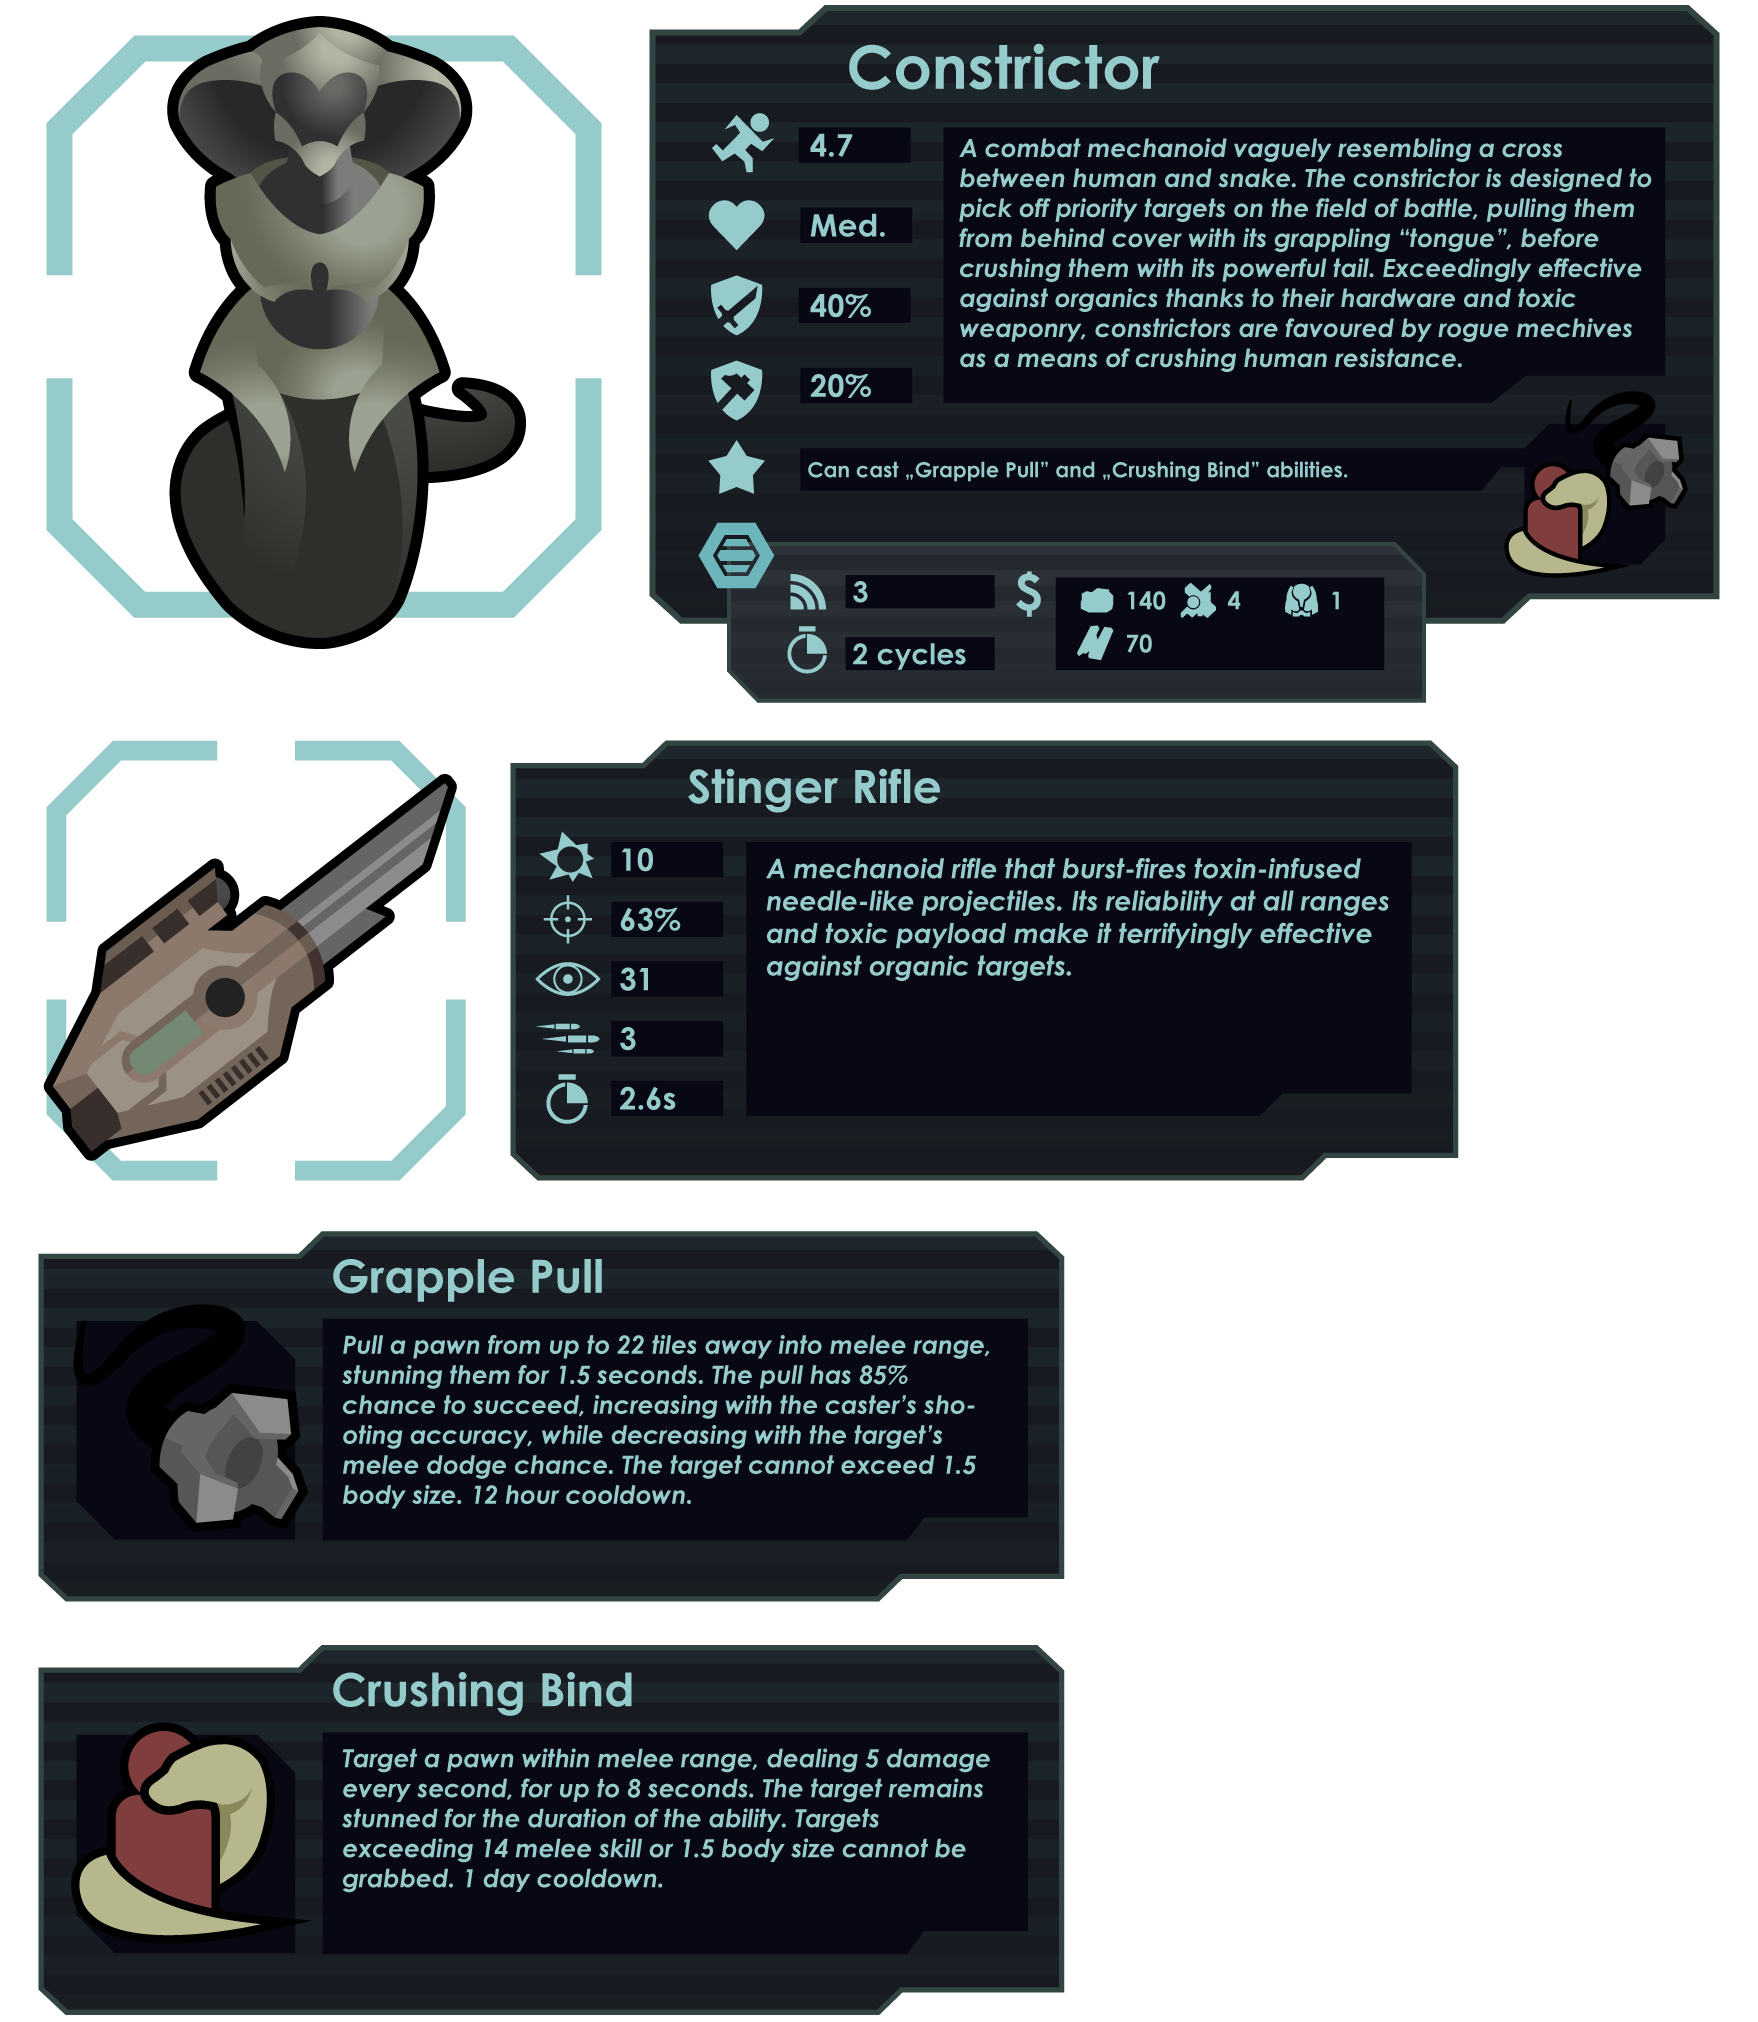 Constrictor
4.7
A combat mechanoid vaguely resembling a cross
between human and snake. The constrictor is designed to
pick off priority targets on the field of battle, pulling them
from behind cover with its grappling “tongue”, before
crushing them with its powerful tail. Exceedingly effective
against organics thanks to their hardware and toxic
weaponry, constrictors are favoured by rogue mechives
as a means of crushing human resistance.
Med.
40%
20%
Can cast „Grapple Pull” and „Crushing Bind” abilities.
3
$
140
4
1
2 cycles
70
Stinger Rifle
10
63%
31
3
2.6s
A mechanoid rifle that burst-fires toxin-infused
needle-like projectiles. Its reliability at all ranges
and toxic payload make it terrifyingly effective
against organic targets.
Grapple Pull
Pull a pawn from up to 22 tiles away into melee range,
stunning them for 1.5 seconds. The pull has 85%
chance to succeed, increasing with the caster’s sho-
oting accuracy, while decreasing with the target’s
melee dodge chance. The target cannot exceed 1.5
body size. 12 hour cooldown.
Crushing Bind
Target a pawn within melee range, dealing 5 damage
every second, for up to 8 seconds. The target remains
stunned for the duration of the ability. Targets
exceeding 14 melee skill or 1.5 body size cannot be
grabbed. 1 day cooldown.